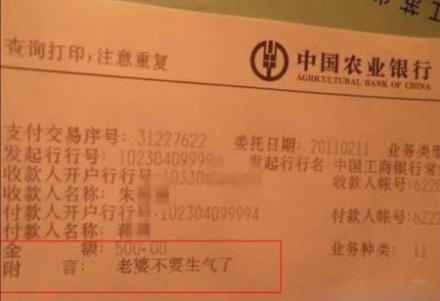 查询打印，注意重复
中国农业银行
AGRICULTURAL BANK OF CHINA
支付交易序号：31227622 委托日期：20110211 业务类
发起行行号：1023040999 发起行行名：中国工商银行常
收款人开户行行号：10330 收款人帐号：622
收款人名称：朱
付款人开户行行号：102304099994 付款人帐号：622
付款人名称：
金 额：500.00 业务种类：11
附 言：老婆不要生气了